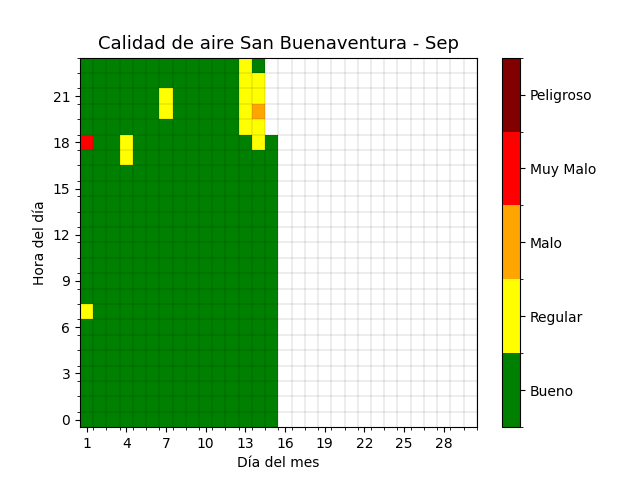 Calidad de aire San Buenaventura - Sep
Hora del día
21
18
15
12
9
6
3
0
1 4 7 10 13 16 19 22 25 28
Día del mes
Peligroso
Muy Malo
Malo
Regular
Bueno